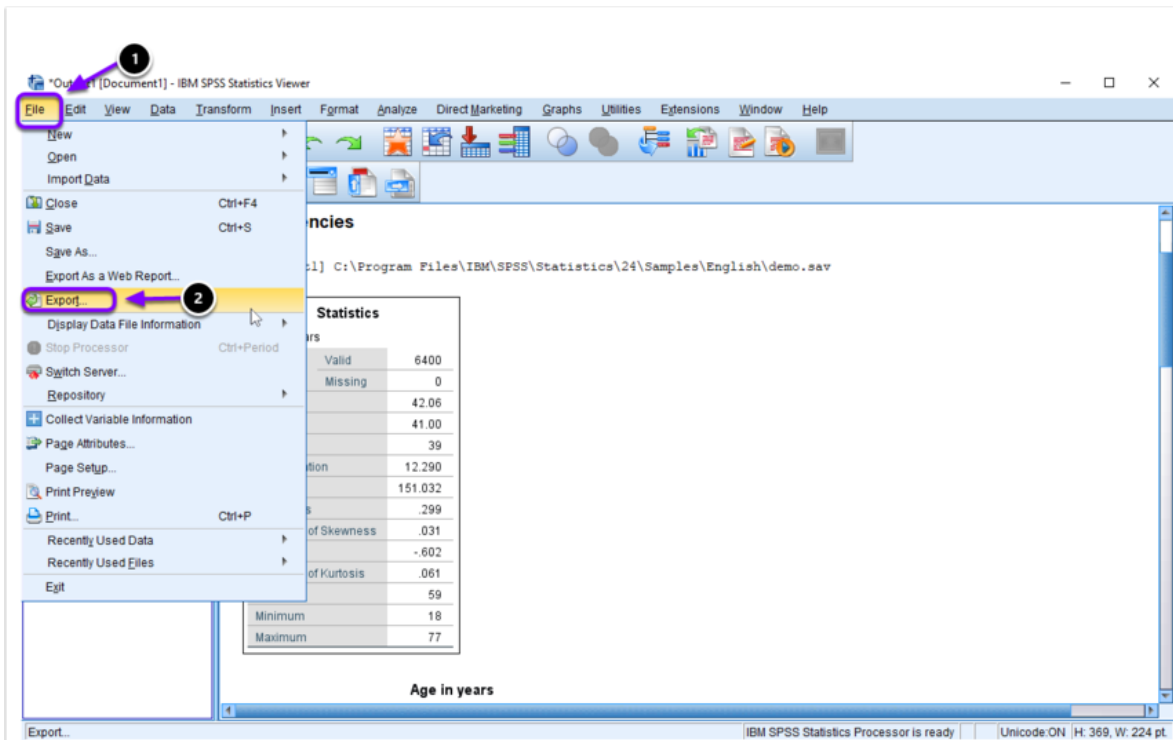 1
*Out 1 [Document1] - IBM SPSS Statistics Viewer
File Edit View Data Transform Insert Format Analyze Direct Marketing Graphs Utilities Extensions Window Help
New
Open
Import Data
Close Ctrl+F4
Save Ctrl+S
Save As...
Export As a Web Report...
Export... 2
Display Data File Information
Stop Processor Ctrl+Period
Switch Server...
Repository
Collect Variable Information
Page Attributes...
Page Setup...
Print Preview
Print... Ctrl+P
Recently Used Data
Recently Used Files
Exit
ncies
1] C:\Program Files\IBM\SPSS\Statistics\24\Samples\English\demo.sav
Statistics
rs
Valid 6400
Missing 0
42.06
41.00
39
tion 12.290
151.032
s .299
of Skewness .031
-.602
of Kurtosis .061
59
Minimum 18
Maximum 77
Age in years
Export... IBM SPSS Statistics Processor is ready Unicode:ON H: 369, W: 224 pt.